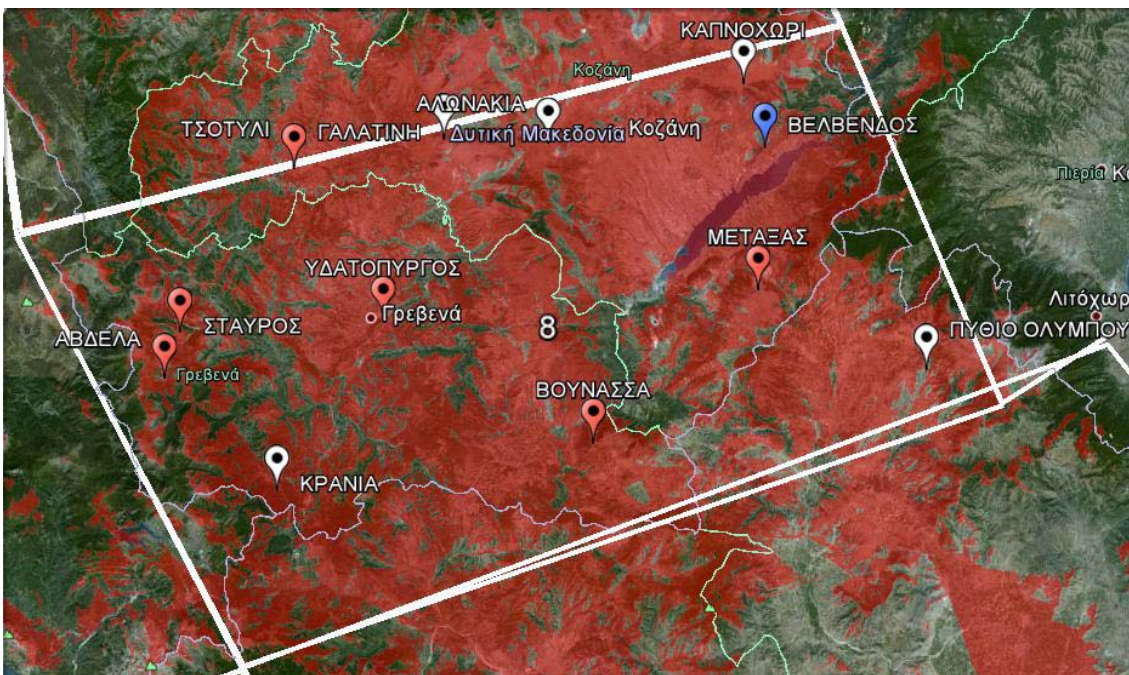 ΚΑΠΝΟΧΩΡΙ
Κοζάνη
ΑΛΩΝΑΚΙΑ
ΤΣΟΤΥΛΙ
ΓΑΛΑΤΙΝΗ
Δυτική Μακεδονία
Κοζάνη
ΒΕΛΒΕΝΔΟΣ
Πιερία
ΜΕΤΑΞΑΣ
ΥΔΑΤΟΠΥΡΓΟΣ
Γρεβενά
ΣΤΑΥΡΟΣ
8
Λιτόχωρ
ΠΥΘΙΟ ΟΛΥΜΠΟΥ
ΑΒΔΕΛΑ
Γρεβενά
ΒΟΥΝΑΣΣΑ
ΚΡΑΝΙΑ